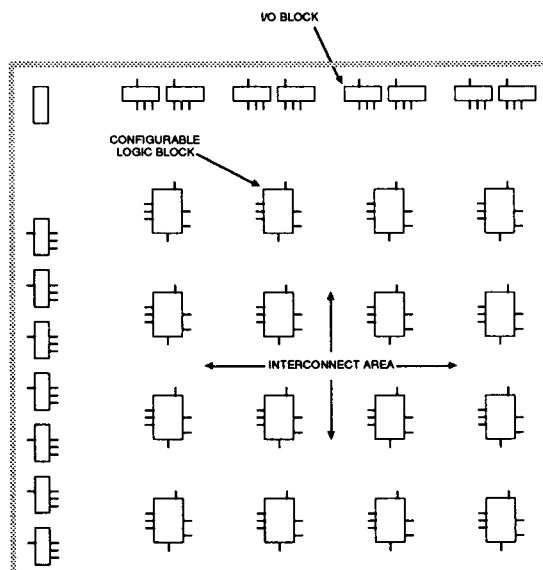 I/O BLOCK
CONFIGURABLE
LOGIC BLOCK
INTERCONNECT AREA